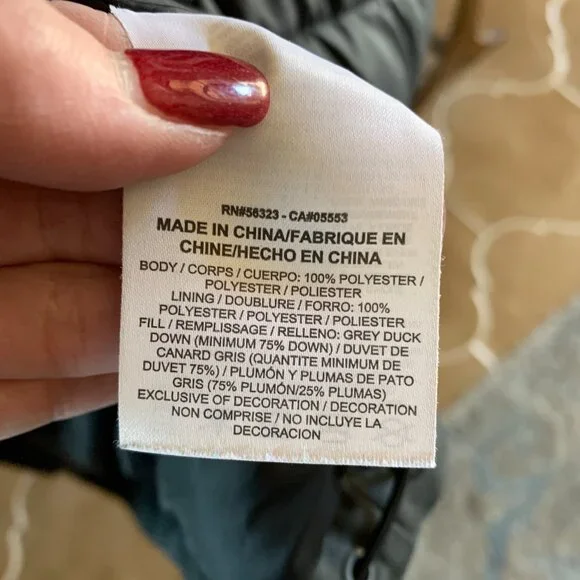 RN#56323 - CA#05553
MADE IN CHINA/FABRIQUE EN
CHINE/HECHO EN CHINA
BODY / CORPS / CUERPO: 100% POLYESTER /
POLYESTER / POLIESTER
LINING / DOUBLURE / FORRO: 100%
POLYESTER / POLYESTER / POLIESTER
FILL / REMPLISSAGE / RELLENO: GREY DUCK
DOWN (MINIMUM 75% DOWN) / DUVET DE
CANARD GRIS (QUANTITE MINIMUM DE
DUVET 75%) / PLUMÓN Y PLUMAS DE PATO
GRIS (75% PLUMÓN/25% PLUMAS)
EXCLUSIVE OF DECORATION / DECORATION
NON COMPRISE / NO INCLUYE LA
DECORACION